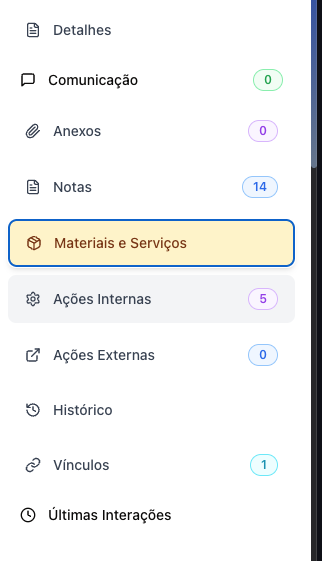 Detalhes
Comunicação 0
Anexos 0
Notas 14
Materiais e Serviços
Ações Internas 5
Ações Externas 0
Histórico
Vínculos 1
Últimas Interações